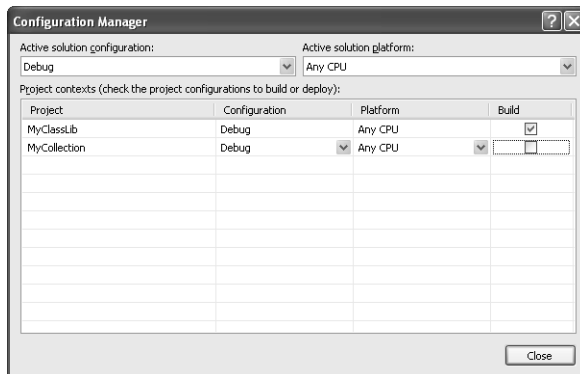 Configuration Manager
Active solution configuration: Active solution platform:
Debug Any CPU
Project contexts (check the project configurations to build or deploy):
Project Configuration Platform Build
MyClassLib Debug Any CPU
MyCollection Debug Any CPU
Close